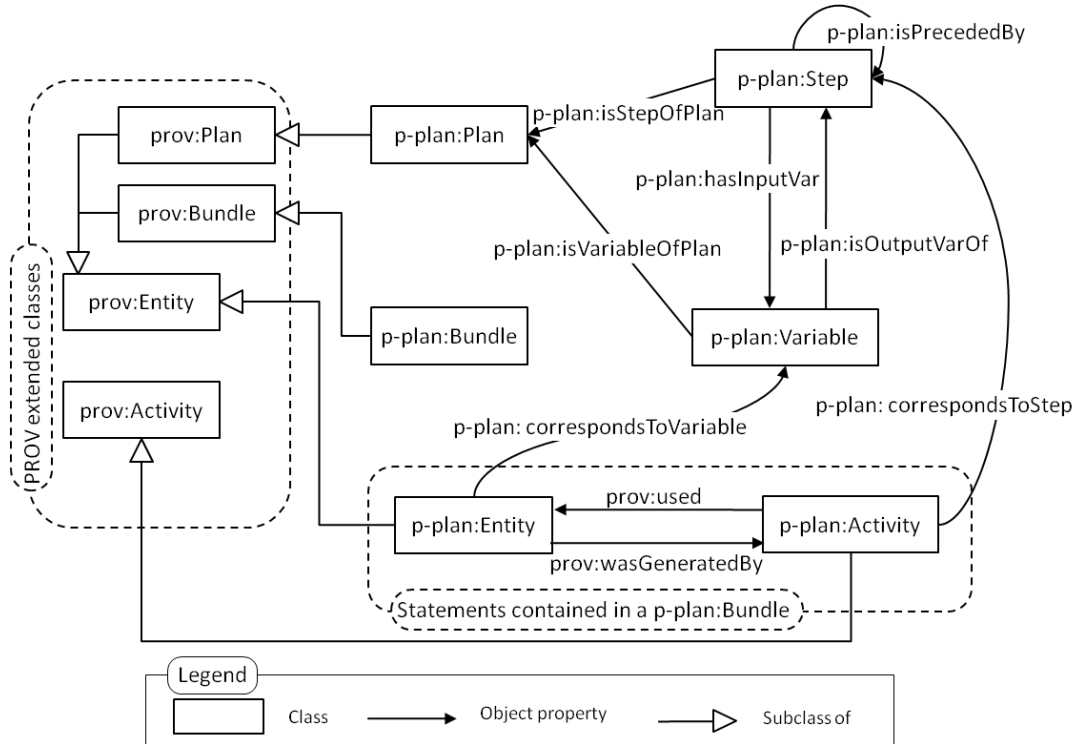 p-plan:isPrecededBy
p-plan:Step
prov:Plan
p-plan:Plan
p-plan:isStepOfPlan
p-plan:hasInputVar
prov:Bundle
p-plan:isVariableOfPlan
p-plan:isOutputVarOf
PROV extended classes
prov:Entity
p-plan:Bundle
p-plan:Variable
prov:Activity
p-plan: correspondsToStep
p-plan: correspondsToVariable
prov:used
p-plan:Entity
p-plan:Activity
prov:wasGeneratedBy
Statements contained in a p-plan:Bundle
Legend
Class
Object property
Subclass of